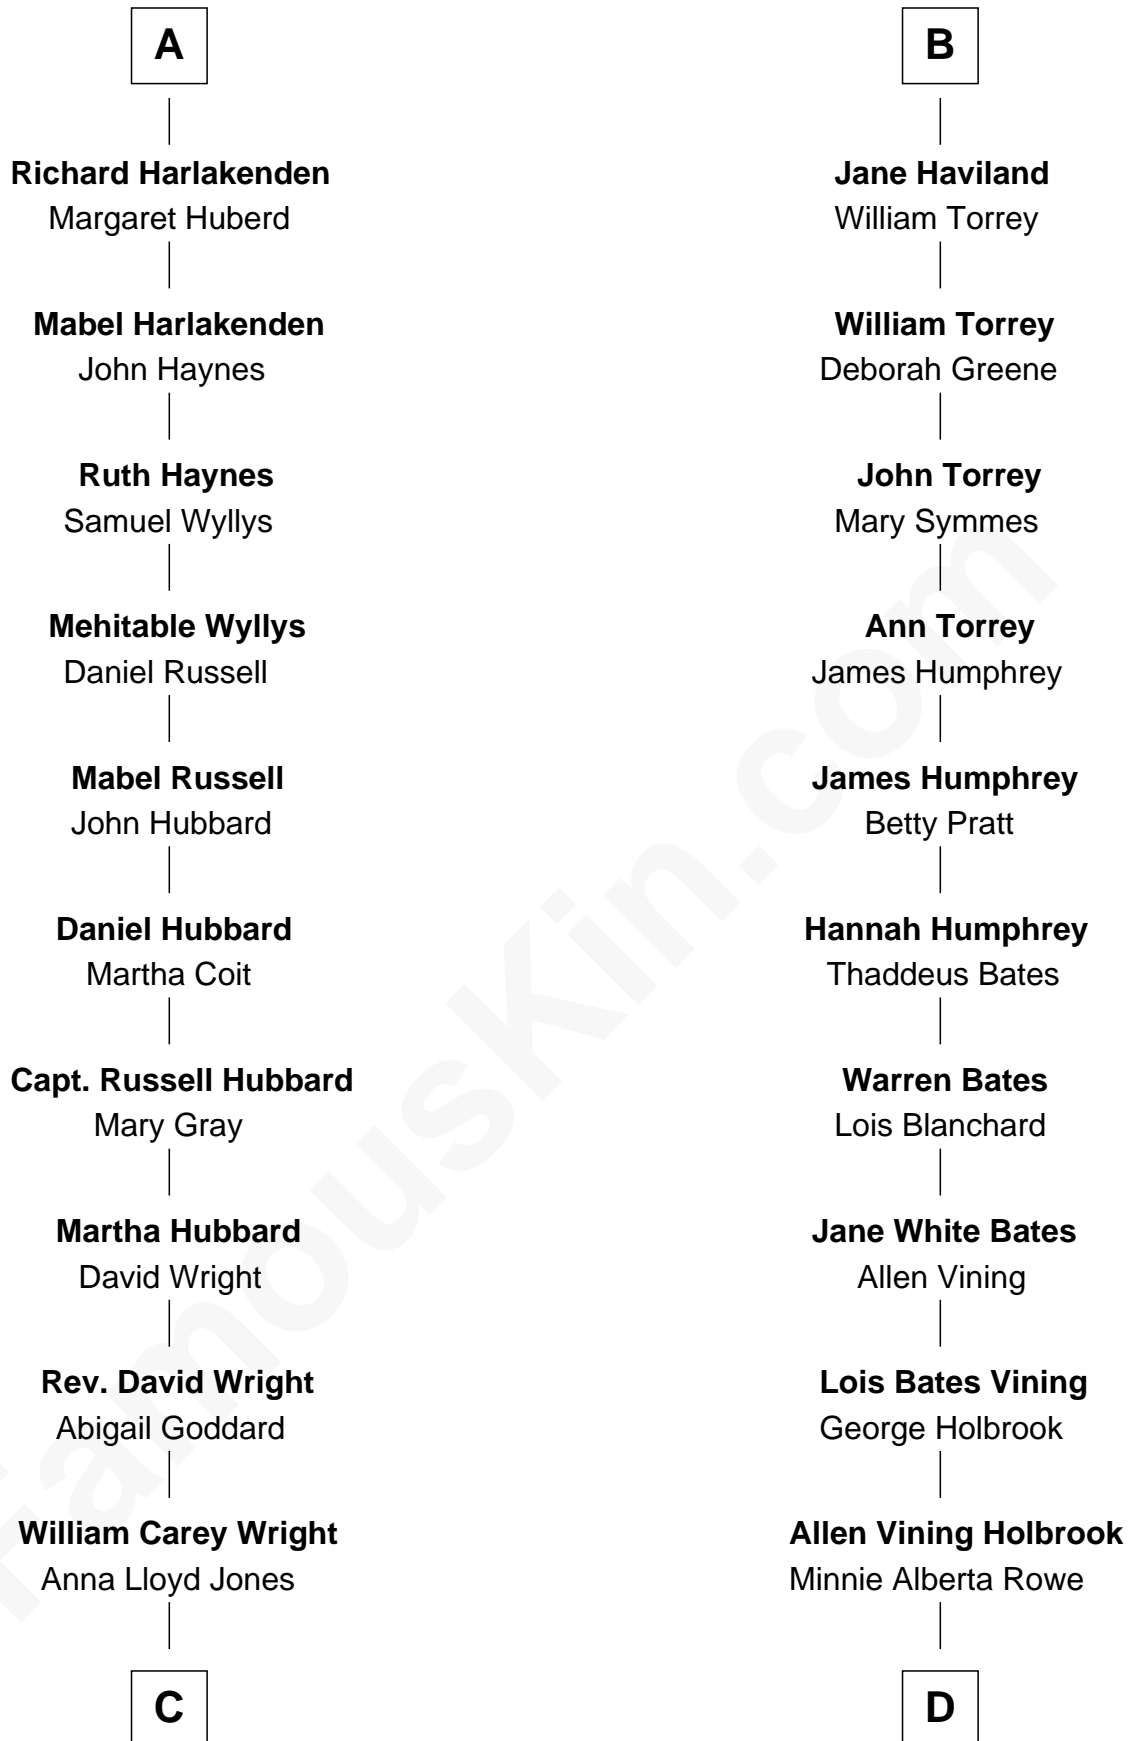 A
Richard Harlakenden
Margaret Huberd
Mabel Harlakenden
John Haynes
Ruth Haynes
Samuel Wyllys
Mehitable Wyllys
Daniel Russell
Mabel Russell
John Hubbard
Daniel Hubbard
Martha Coit
Capt. Russell Hubbard
Mary Gray
Martha Hubbard
David Wright
Rev. David Wright
Abigail Goddard
William Carey Wright
Anna Lloyd Jones
C
B
Jane Haviland
William Torrey
William Torrey
Deborah Greene
John Torrey
Mary Symmes
Ann Torrey
James Humphrey
James Humphrey
Betty Pratt
Hannah Humphrey
Thaddeus Bates
Warren Bates
Lois Blanchard
Jane White Bates
Allen Vining
Lois Bates Vining
George Holbrook
Allen Vining Holbrook
Minnie Alberta Rowe
D
FamousKin.com